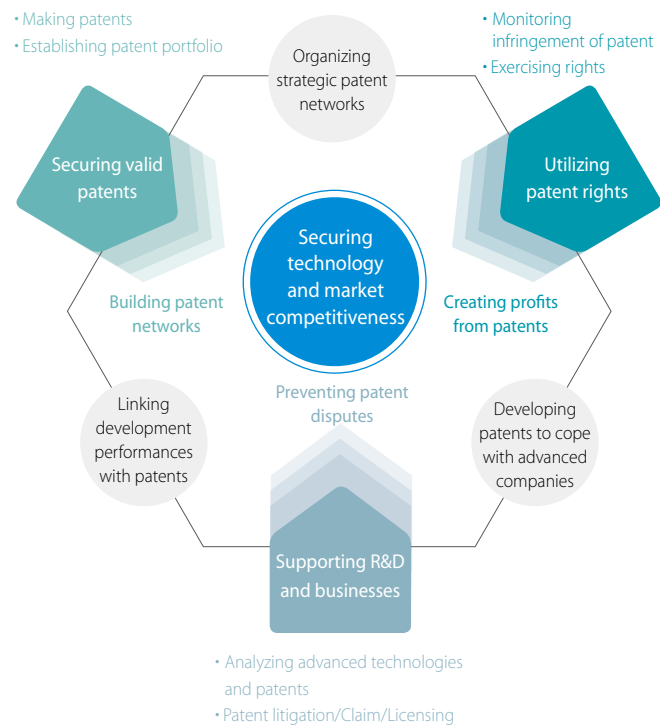 • Making patents
• Establishing patent portfolio
• Monitoring
infringement of patent
• Exercising rights
Organizing
strategic patent
networks
Securing valid
patents
Utilizing
patent rights
Securing
technology
and market
competitiveness
Building patent
networks
Creating profits
from patents
Preventing patent
disputes
Linking
development
performances
with patents
Developing
patents to cope
with advanced
companies
Supporting R&D
and businesses
• Analyzing advanced technologies
and patents
• Patent litigation/Claim/Licensing